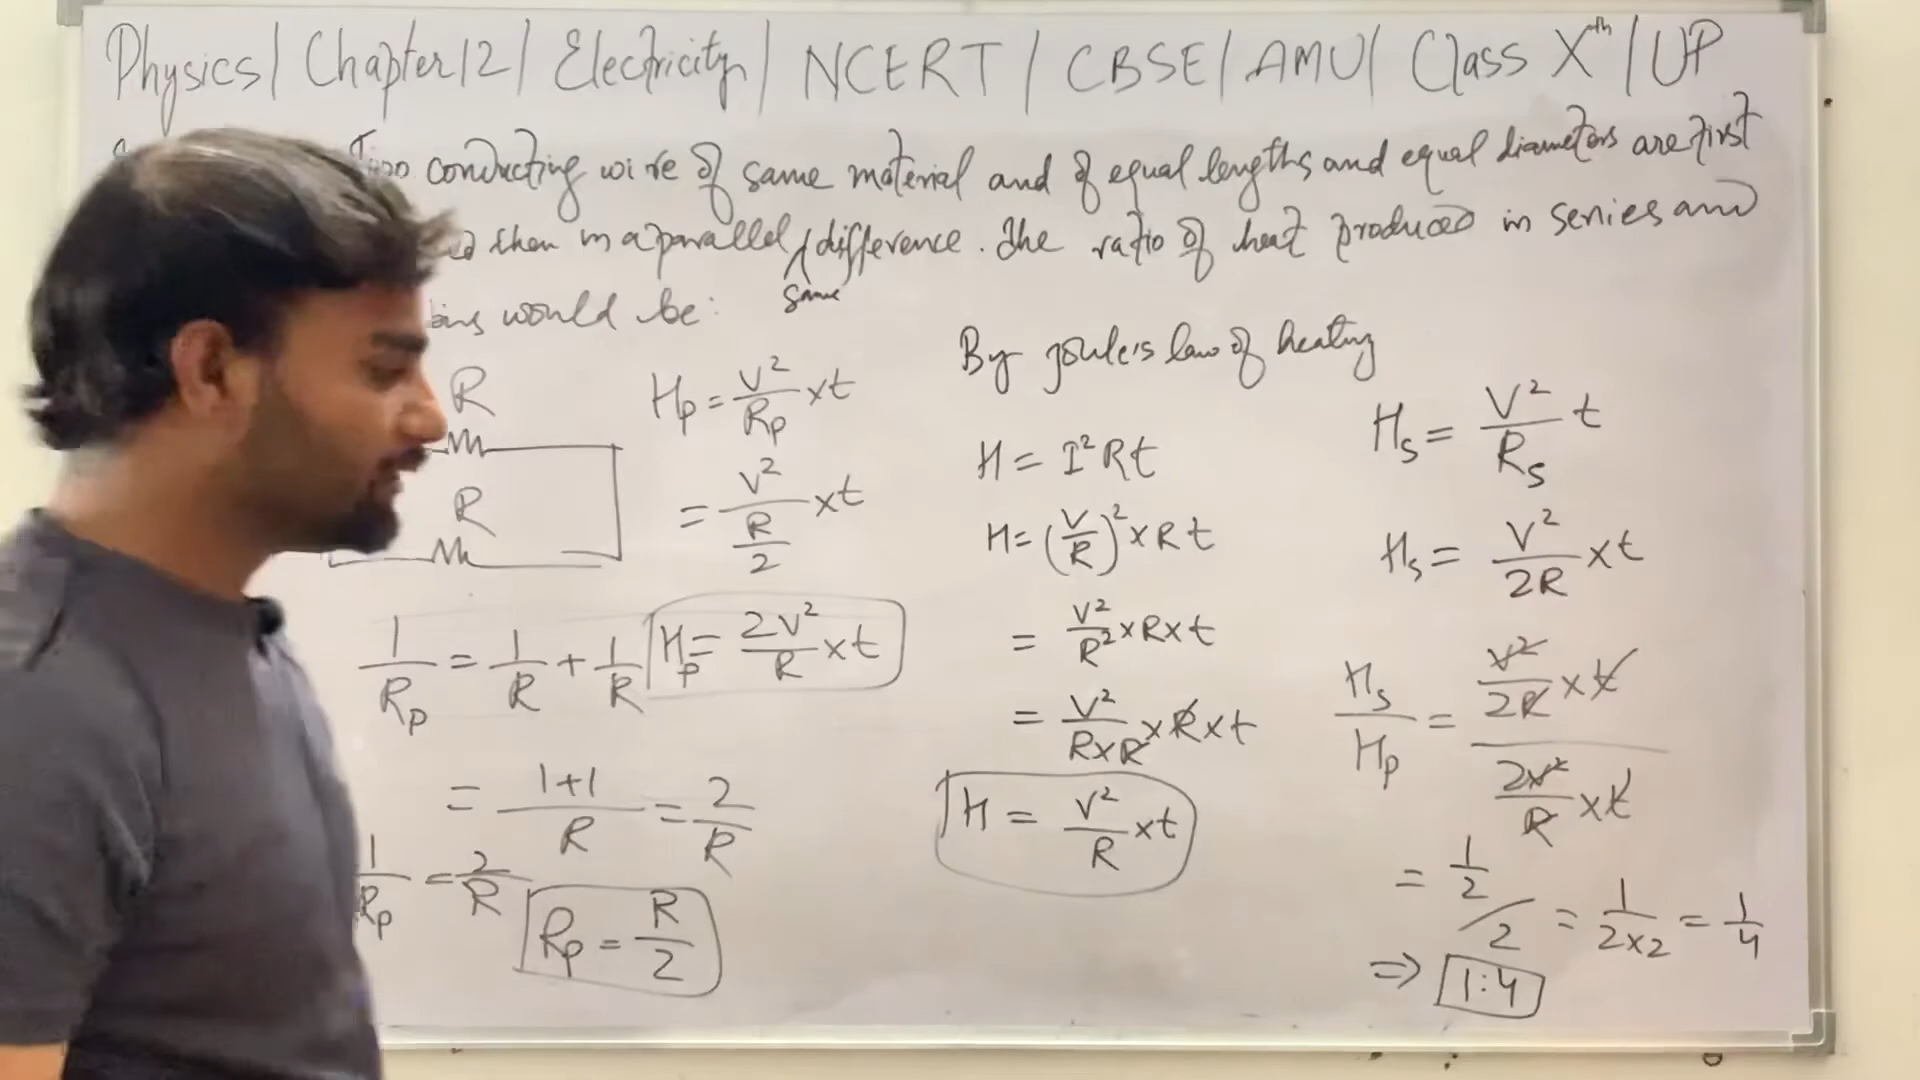 Physics | Chapter 12 | Electricity | NCERT | CBSE | AMU | Class Xth | UP
Two conducting wire of same material and of equal lengths and equal diameters are first
then in a parallel difference. The ratio of heat produced in series and
same
would be:
By joule's law of heating
R
R
Hp = V²/Rp × t
= V²/(R/2) × t
1/Rp = 1/R + 1/R
Hp = 2V²/R × t
= (1+1)/R = 2/R
1/Rp = 2/R
Rp = R/2
H = I²Rt
H = (V/R)² × Rt
= V²/R² × R × t
= V²/(R×R) × R × t
H = V²/R × t
Hs = V²/Rs t
Hs = V²/2R × t
Hs/Hp = (V²/2R × t)/(2V²/R × t)
= (1/2)/2 = 1/(2×2) = 1/4
⇒ 1:4